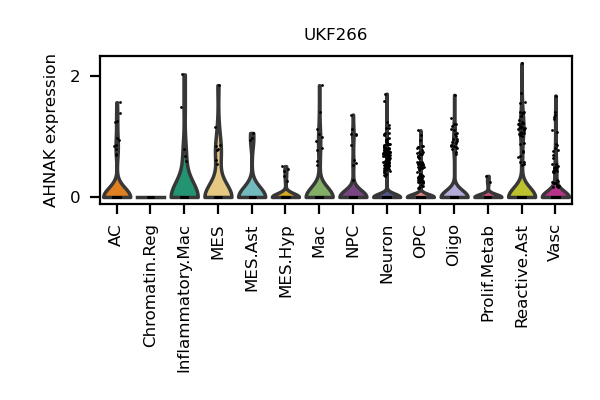 UKF266
AHNAK expression
2
0
AC
Chromatin.Reg
Inflammatory.Mac
MES
MES.Ast
MES.Hyp
Mac
NPC
Neuron
OPC
Oligo
Prolif.Metab
Reactive.Ast
Vasc